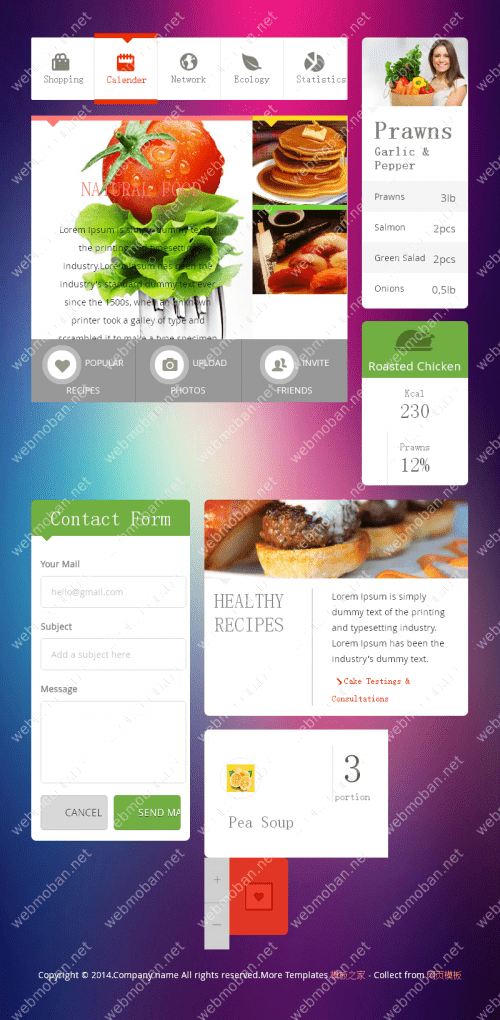 Shopping
Calender
Network
Ecology
Statistics
NATURAL FOOD
Lorem Ipsum is simply dummy text of
the printing and typesetting
industry.Lorem Ipsum has been the
industry's standard dummy text ever
since the 1500s, when an unknown
printer took a galley of type and
scrambled it to make a type specimen
POPULAR
RECIPES
UPLOAD
PHOTOS
INVITE
FRIENDS
Prawns
Garlic &
Pepper
Prawns 3lb
Salmon 2pcs
Green Salad 2pcs
Onions 0,5lb
Roasted Chicken
Kcal
230
Prawns
12%
Contact Form
Your Mail
hello@gmail.com
Subject
Add a subject here
Message
CANCEL
SEND MA
HEALTHY
RECIPES
Lorem Ipsum is simply
dummy text of the printing
and typesetting industry.
Lorem Ipsum has been the
industry's dummy text.
Cake Testings &
Consultations
3
portion
Pea Soup
+
—
Copyright © 2014.Company name All rights reserved.More Templates 模板之家 - Collect from 网页模板
webmoban.net